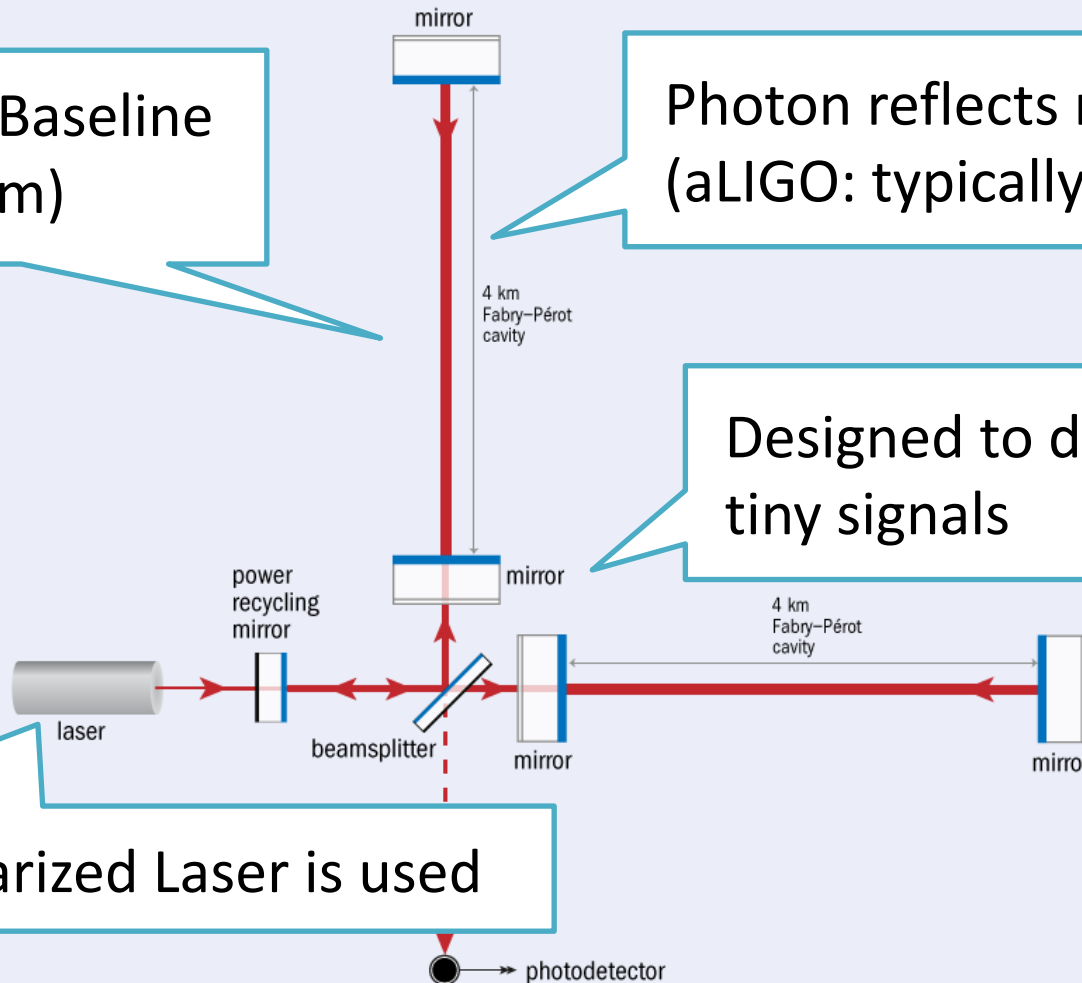 mirror
Baseline
m)
Photon reflects
(aLIGO: typically
4 km
Fabry–Pérot
cavity
Designed to d
tiny signals
mirror
power
recycling
mirror
4 km
Fabry–Pérot
cavity
laser
beamsplitter
mirror
mirro
arized Laser is used
photodetector